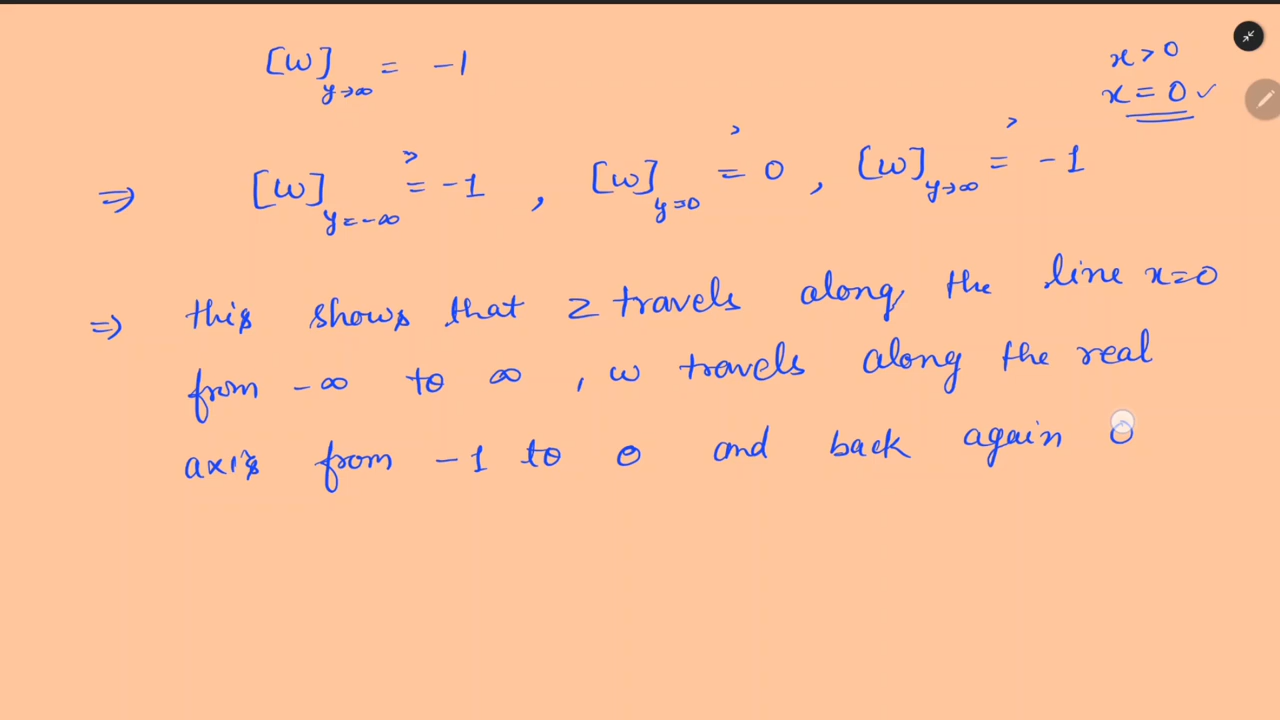 [w]y→∞ = -1
x > 0
x = 0 ✓
⇒ [w]y=-∞ = -1 , [w]y=0 = 0 , [w]y→∞ = -1
⇒ this shows that z travels along the line x=0
from -∞ to ∞ , w travels along the real
axis from -1 to 0 and back again 0